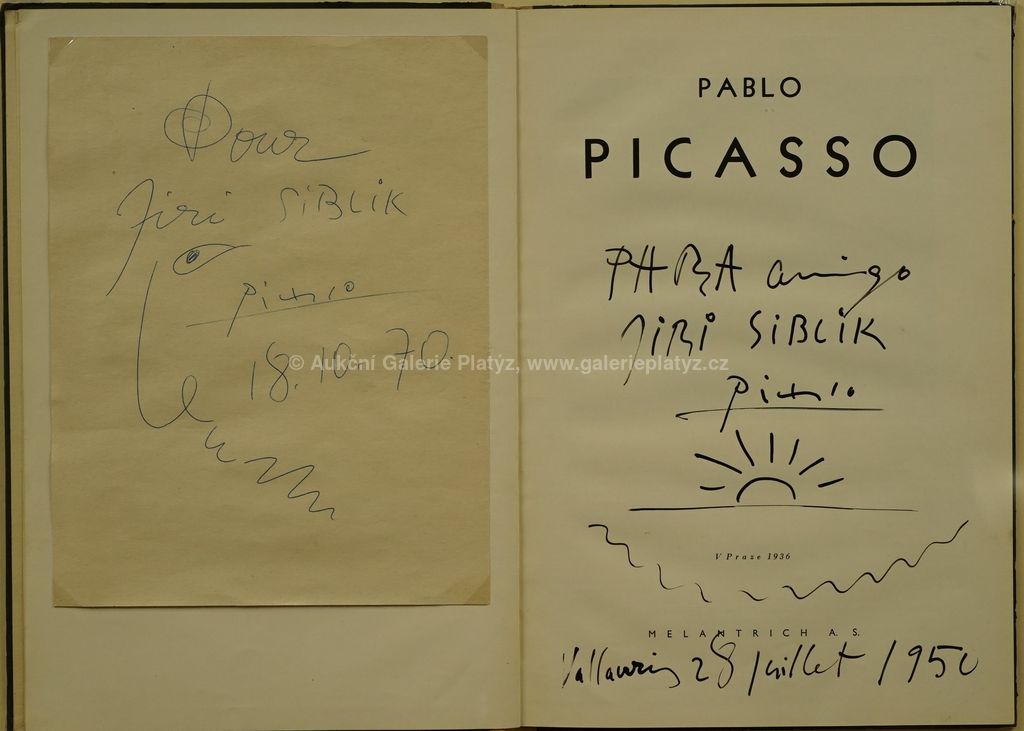 Pour
Jiri SiBLiK
Picasso
18.10.70.
PABLO
PICASSO
PARA amigo
JiRi SiBLiK
Picasso
V Praze 1936
MELANTRICH A. S.
Vallauris 28 juillet 1950
© Aukční Galerie Platýz, www.galerieplatyz.cz